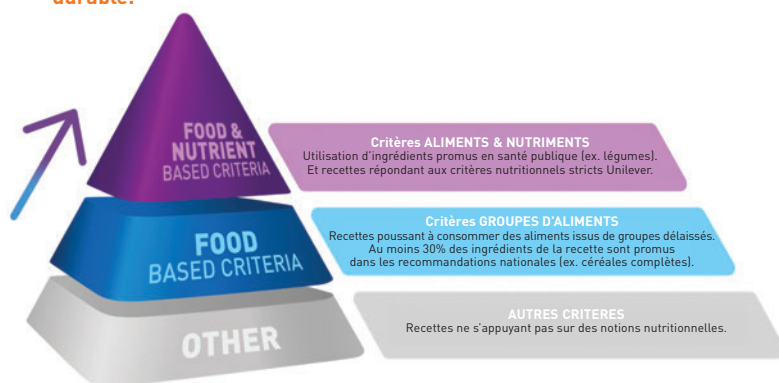 durable.
FOOD &
NUTRIENT
BASED CRITERIA
Critères ALIMENTS & NUTRIMENTS
Utilisation d'ingrédients promus en santé publique (ex. légumes).
Et recettes répondant aux critères nutritionnels stricts Unilever.
FOOD
BASED CRITERIA
Critères GROUPES D'ALIMENTS
Recettes poussant à consommer des aliments issus de groupes délaissés.
Au moins 30% des ingrédients de la recette sont promus
dans les recommandations nationales (ex. céréales complètes).
OTHER
AUTRES CRITERES
Recettes ne s'appuyant pas sur des notions nutritionnelles.